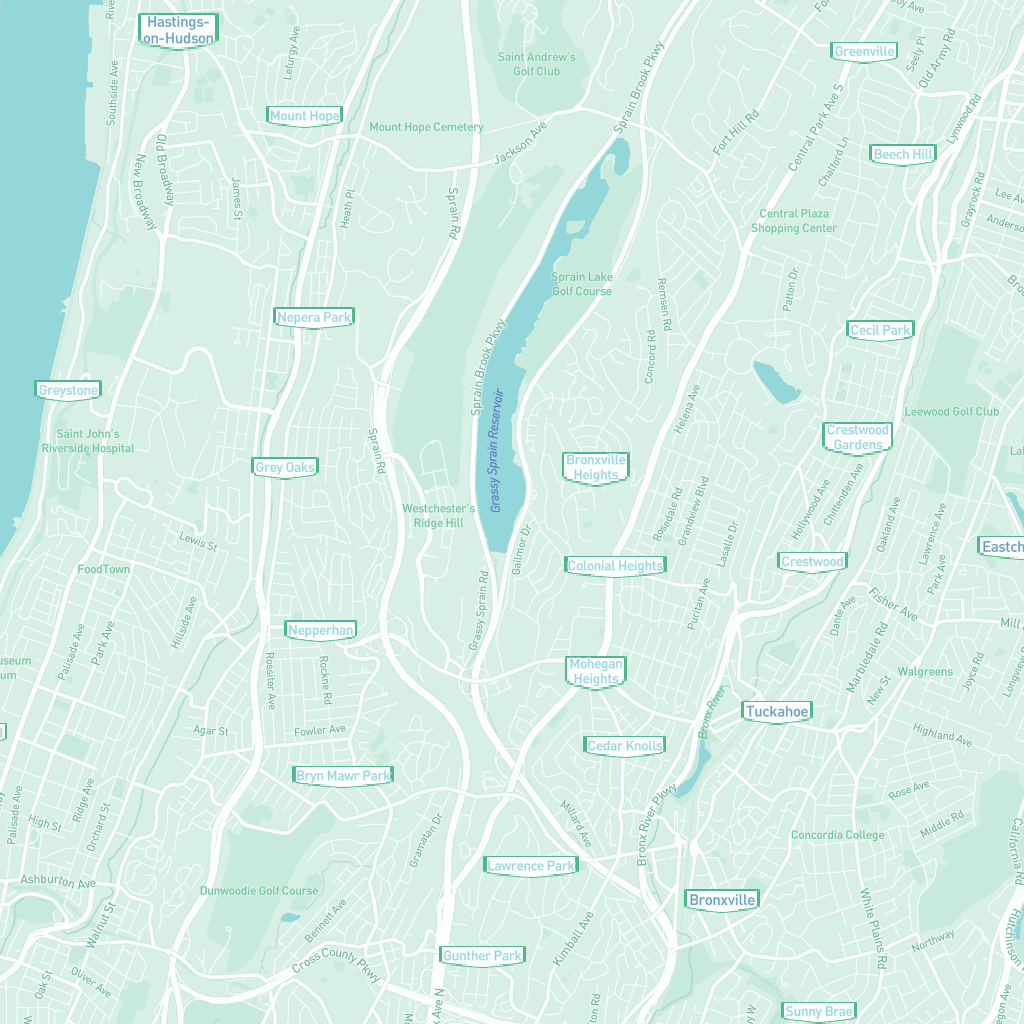 Hastings-
on-Hudson
Southside Ave
Lefurgy Ave
Saint Andrew's
Golf Club
Sprain Brook Pkwy
Greenville
Seely Pl
Old Army Rd
Mount Hope
Mount Hope Cemetery
Jackson Ave
Fort Hill Rd
Central Park Ave S
Chalford Ln
Beech Hill
Lynwood Rd
Old Broadway
New Broadway
James St
Heath Pl
Sprain Rd
Grayrock Rd
Lee Av
Anderson
Central Plaza
Shopping Center
Sprain Lake
Golf Course
Remsen Rd
Patton Dr
Nepera Park
Sprain Brook Pkwy
Concord Rd
Cecil Park
Greystone
Grassy Sprain Reservoir
Helena Ave
Leewood Golf Club
Saint John's
Riverside Hospital
Sprain Rd
Crestwood
Gardens
Grey Oaks
Bronxville
Heights
Westchester's
Ridge Hill
Rosedale Rd
Grandview Blvd
Hollywood Ave
Chittenden Ave
Oakland Ave
Lawrence Ave
Lewis St
Gailmor Dr
Lasalle Dr
Eastch
FoodTown
Colonial Heights
Crestwood
Park Ave
Hillside Ave
Grassy Sprain Rd
Puritan Ave
Dante Ave
Fisher Ave
Mill
Nepperhan
Palisade Ave
Park Ave
Rossiter Ave
Rockne Rd
Mohegan
Heights
Marbledale Rd
New St
Walgreens
Joyce Rd
Longview
useum
um
Tuckahoe
Bronx River
Agar St
Fowler Ave
Cedar Knolls
Highland Ave
Bryn Mawr Park
Palisade Ave
High St
Ridge Ave
Orchard St
Gramatan Dr
Millard Ave
Bronx River Pkwy
Rose Ave
Middle Rd
Concordia College
California Rd
Ashburton Ave
Dunwoodie Golf Course
Lawrence Park
Bronxville
White Plains Rd
Walnut St
Bennett Ave
Kimball Ave
Northway
Hutchinson
Gunther Park
Cross County Pkwy
Oak St
Oliver Ave
Ave N
Sunny Brae